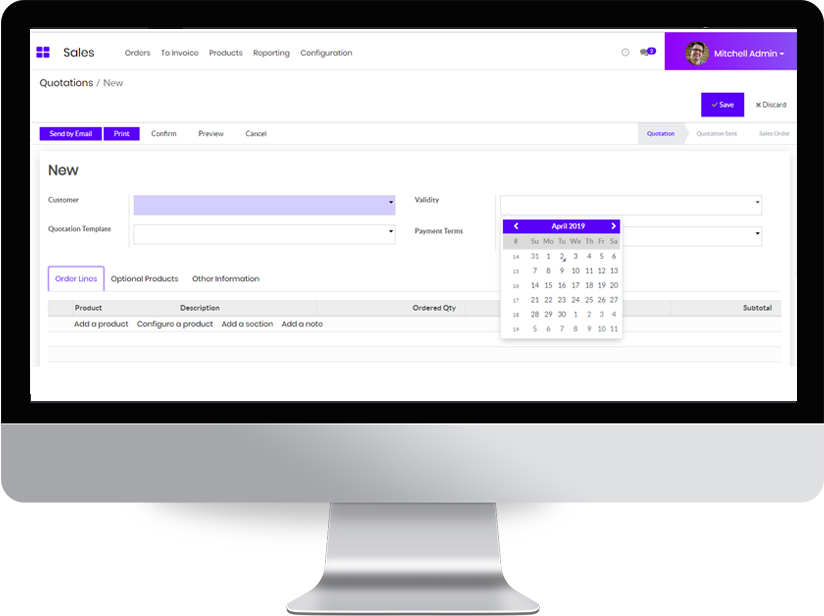 Sales Orders To Invoice Products Reporting Configuration 3 Mitchell Admin
Quotations / New
Save Discard
Send by Email Print Confirm Preview Cancel Quotation Quotation Sent Sales Order
New
Customer Validity
Quotation Template Payment Terms
April 2019
# Su Mo Tu We Th Fr Sa
14 31 1 2 3 4 5 6
15 7 8 9 10 11 12 13
16 14 15 16 17 18 19 20
17 21 22 23 24 25 26 27
18 28 29 30 1 2 3 4
19 5 6 7 8 9 10 11
Order Lines Optional Products Other Information
Product Description Ordered Qty Subtotal
Add a product Configure a product Add a section Add a note